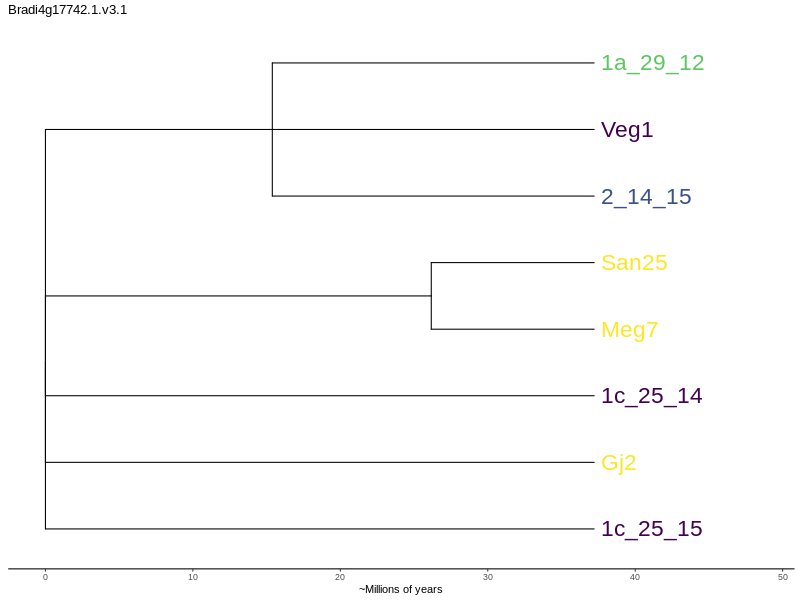 Bradi4g17742.1.v3.1
1a_29_12
Veg1
2_14_15
San25
Meg7
1c_25_14
Gj2
1c_25_15
0 10 20 30 40 50
~Millions of years